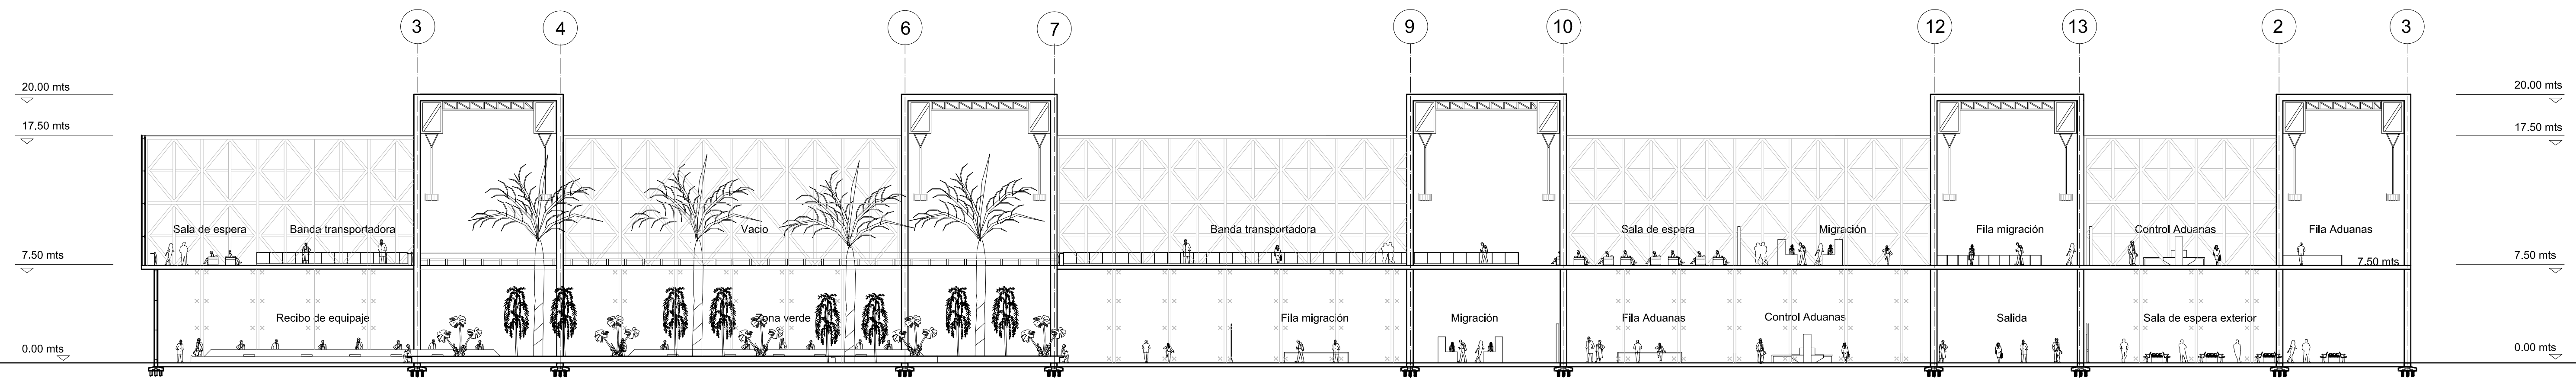 3
4
6
7
9
10
12
13
2
3
20.00 mts
20.00 mts
17.50 mts
17.50 mts
Sala de espera
Banda transportadora
Vacio
Banda transportadora
Sala de espera
Migración
Fila migración
Control Aduanas
Fila Aduanas
7.50 mts
7.50 mts
7.50 mts
Recibo de equipaje
Zona verde
Fila migración
Migración
Fila Aduanas
Control Aduanas
Salida
Sala de espera exterior
0.00 mts
0.00 mts